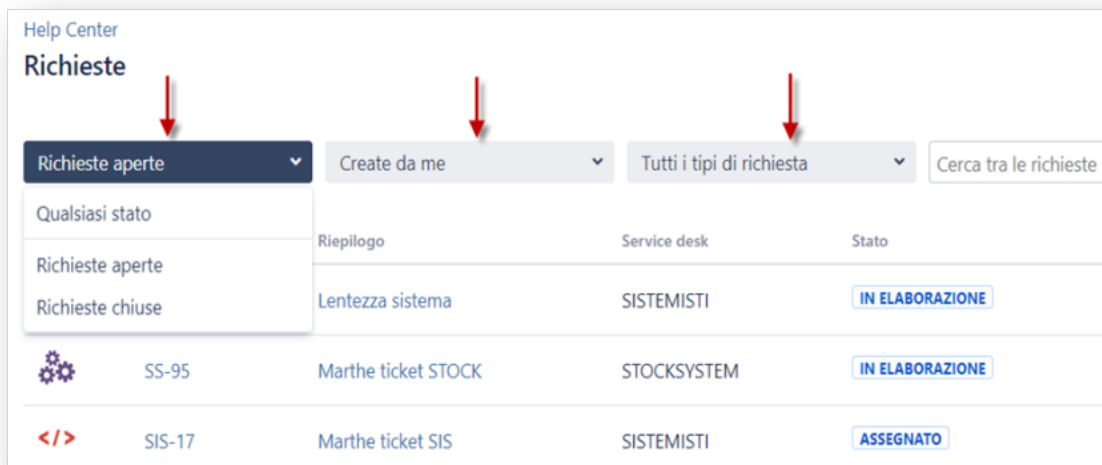 Help Center
Richieste
Richieste aperte Create da me Tutti i tipi di richiesta Cerca tra le richieste
Qualsiasi stato
Richieste aperte
Richieste chiuse
Riepilogo Service desk Stato
Lentezza sistema SISTEMISTI IN ELABORAZIONE
SS-95 Marthe ticket STOCK STOCKSYSTEM IN ELABORAZIONE
</> SIS-17 Marthe ticket SIS SISTEMISTI ASSEGNATO